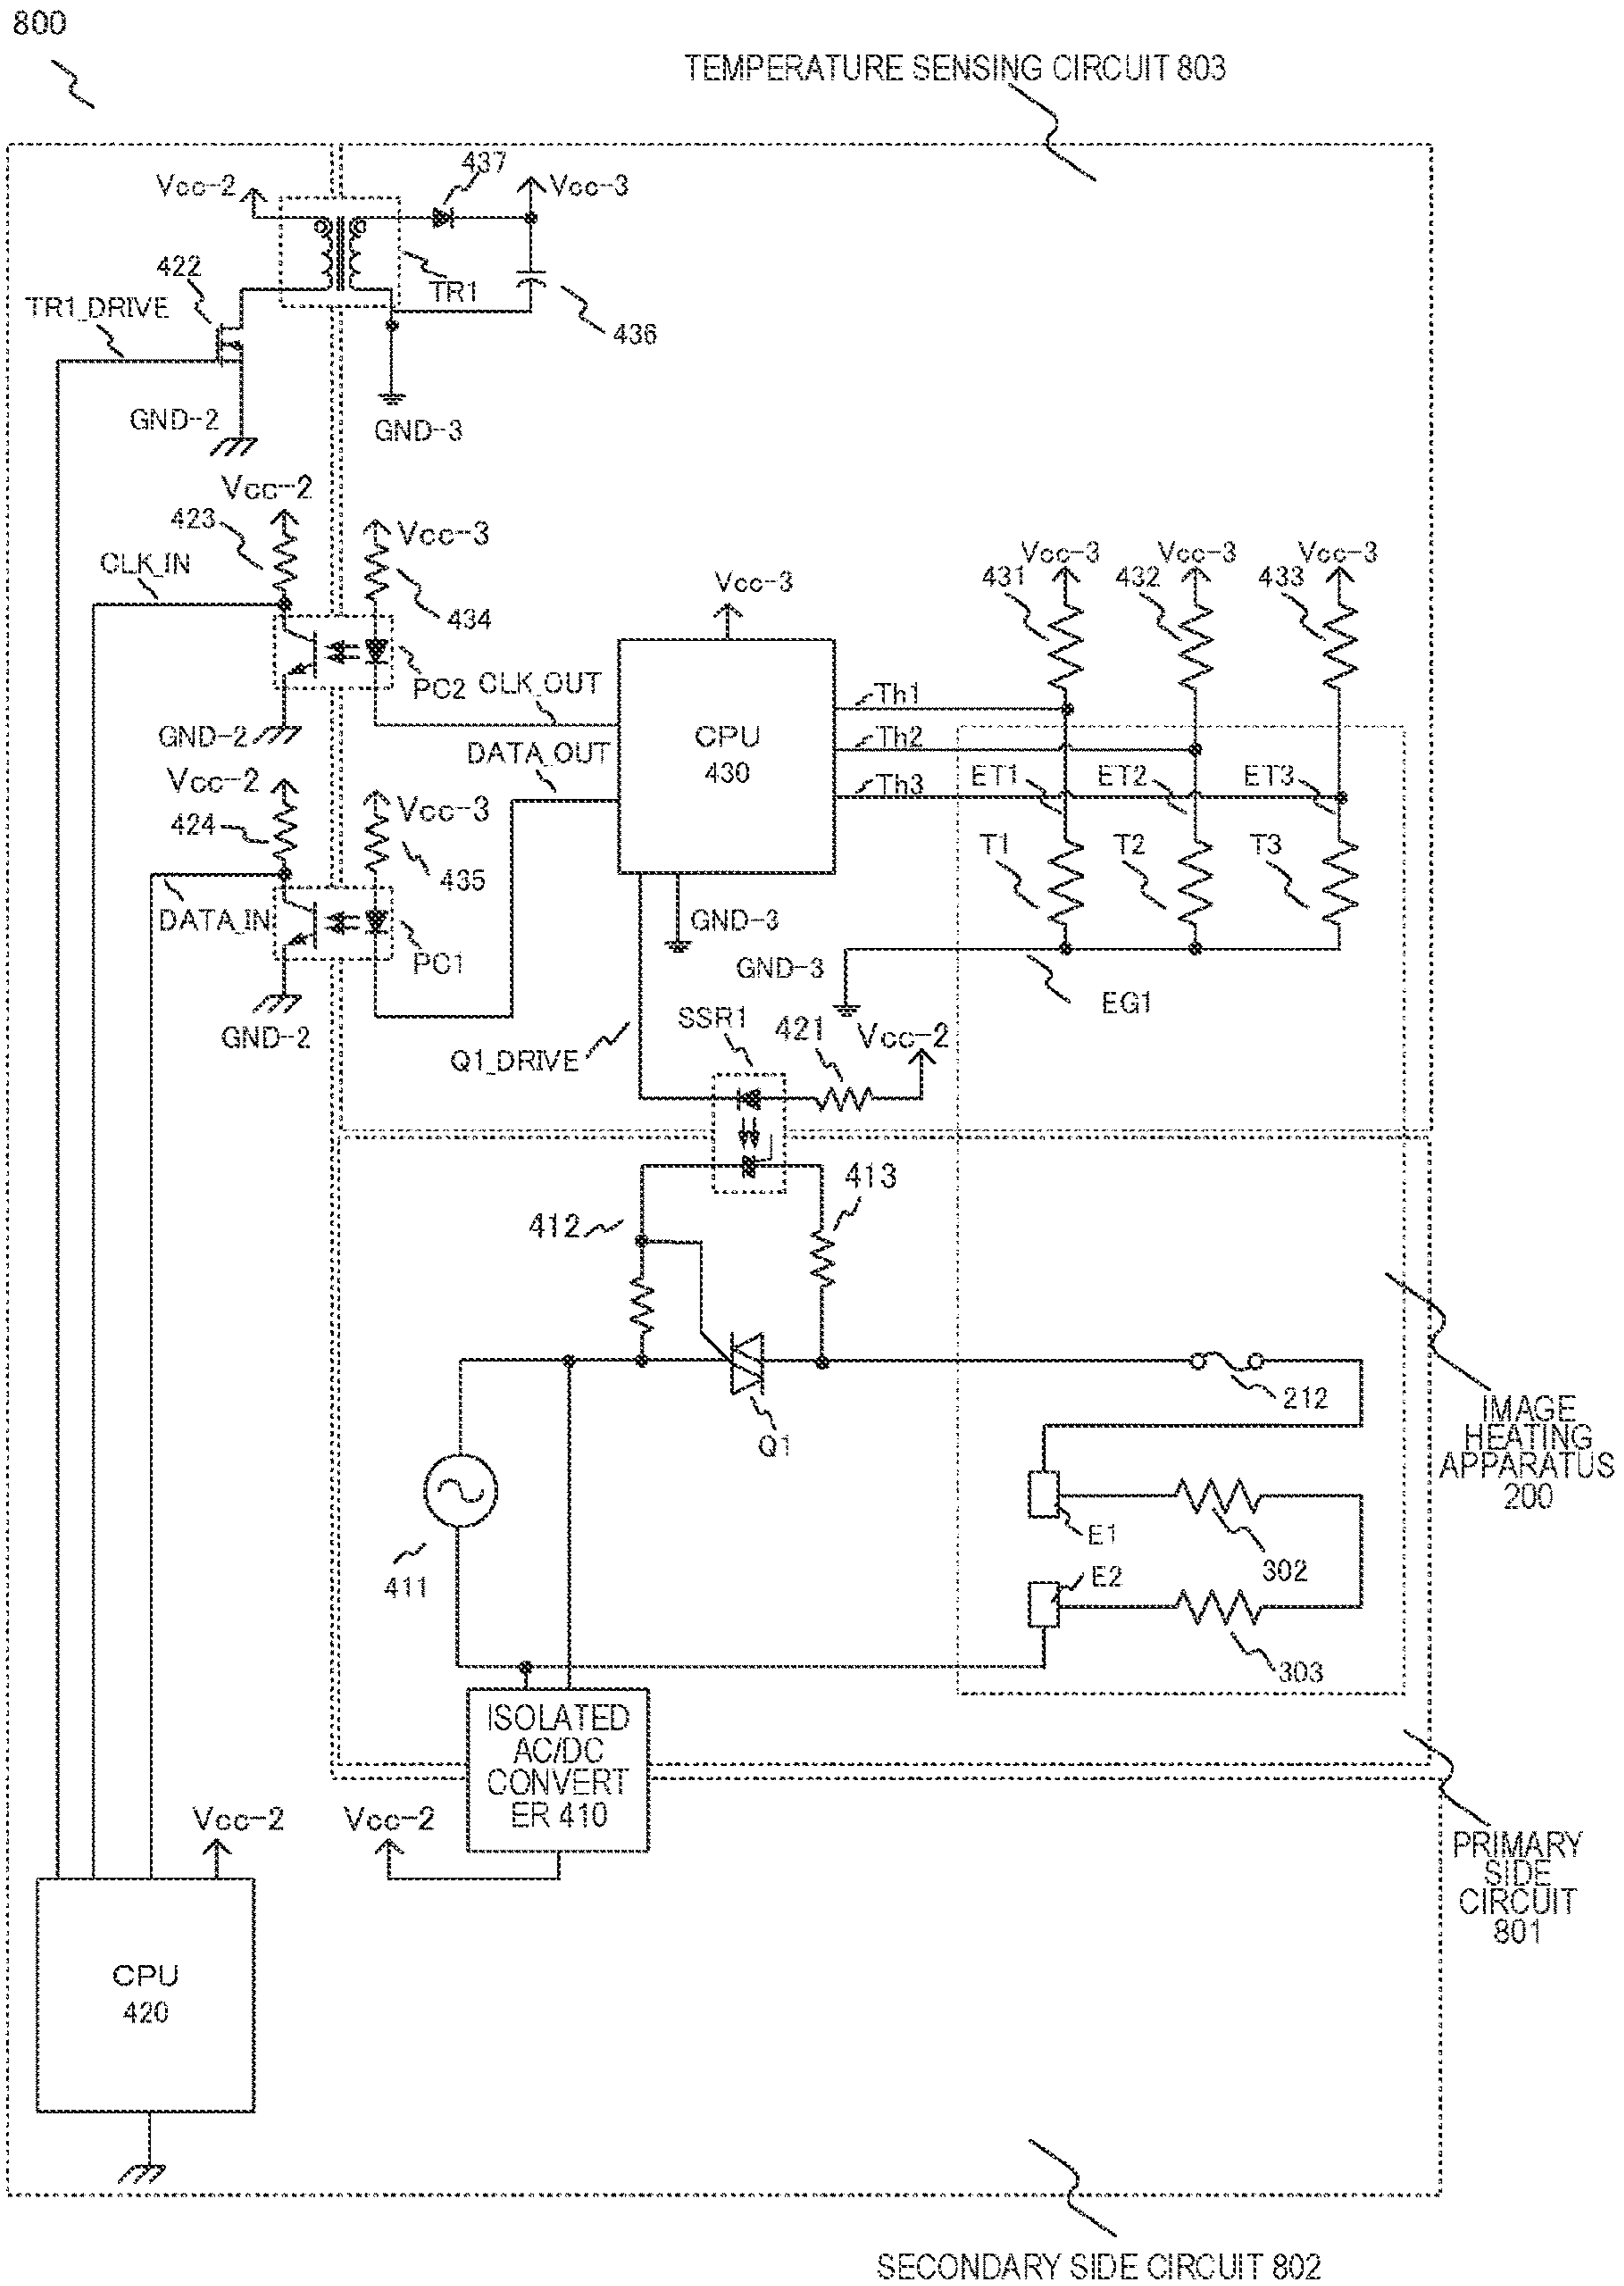 800
TEMPERATURE SENSING CIRCUIT 803
437
Vcc-2
Vcc-3
422
TR1
TR1_DRIVE
436
GND-2
GND-3
Vcc-2
423
Vcc-3
CLK_IN
434
Vcc-3
Vcc-3
Vcc-3
Vcc-3
431
432
433
PC2
CLK_OUT
Th1
GND-2
DATA_OUT
CPU
430
Th2
Vcc-2
Vcc-3
Th3
ET1
ET2
ET3
424
435
T1
T2
T3
DATA_IN
GND-3
PC1
GND-3
EG1
GND-2
SSR1
421
Vcc-2
Q1_DRIVE
413
412
212
Q1
IMAGE
HEATING
APPARATUS
200
E1
302
411
E2
303
ISOLATED
AC/DC
CONVERT
ER 410
Vcc-2
Vcc-2
PRIMARY
SIDE
CIRCUIT
801
CPU
420
SECONDARY SIDE CIRCUIT 802